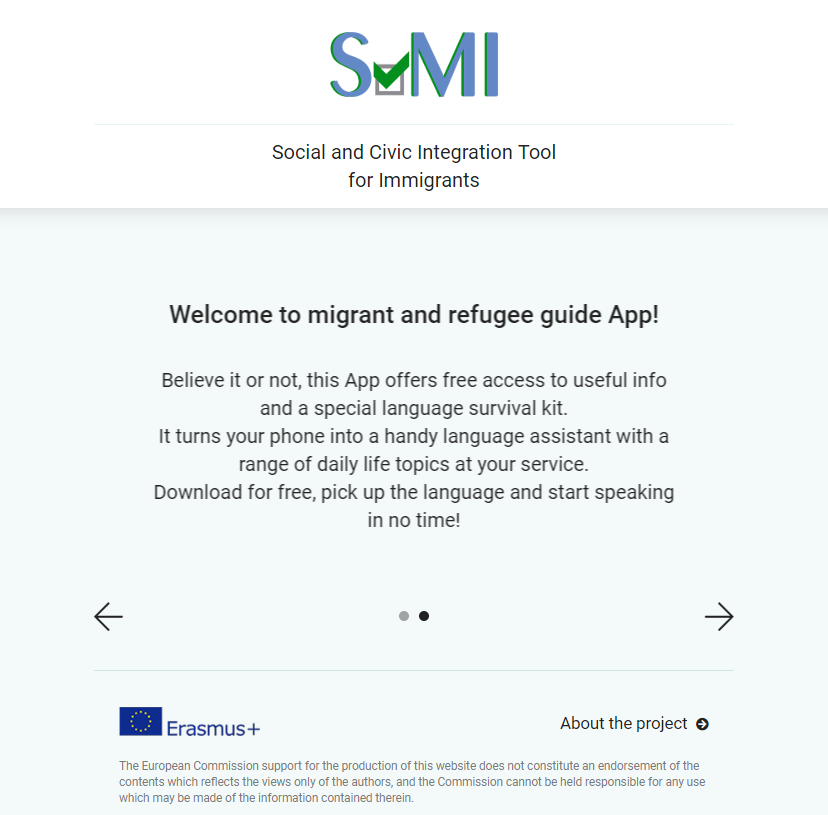 S MI
Social and Civic Integration Tool
for Immigrants
Welcome to migrant and refugee guide App!
Believe it or not, this App offers free access to useful info
and a special language survival kit.
It turns your phone into a handy language assistant with a
range of daily life topics at your service.
Download for free, pick up the language and start speaking
in no time!
Erasmus+
About the project
The European Commission support for the production of this website does not constitute an endorsement of the
contents which reflects the views only of the authors, and the Commission cannot be held responsible for any use
which may be made of the information contained therein.